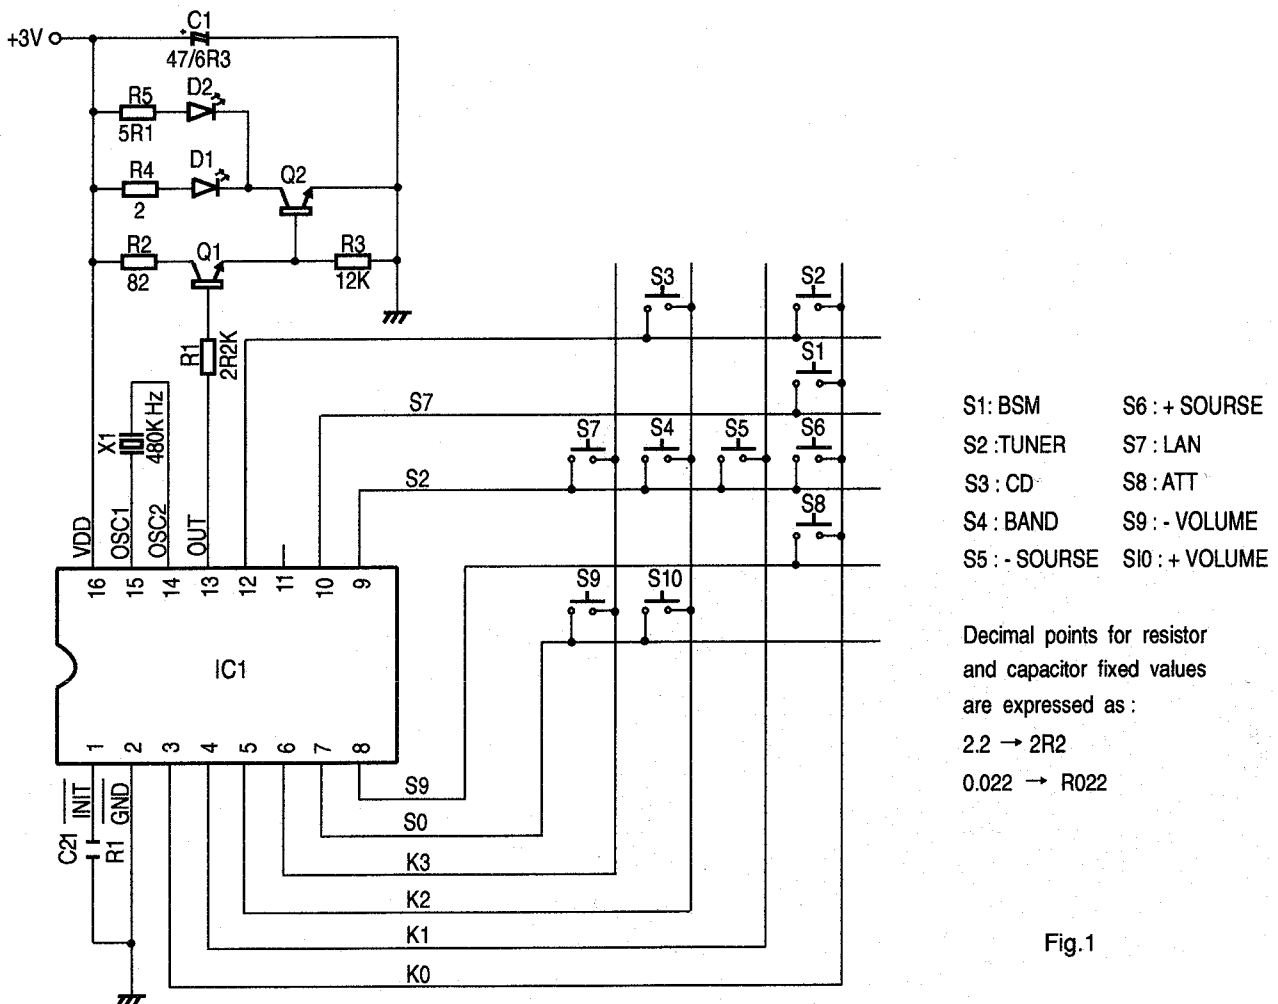 C1
+3V
+
47/6R3
R5
D2
5R1
R4
D1
Q2
2
R2
Q1
R3
82
12K
S3
S2
R1
2R2K
S1
X1
480K Hz
S7
S7
S4
S5
S6
S2
S8
VDD
OSC1
OSC2
OUT
16
15
14
13
12
11
10
9
S9
S10
IC1
1
2
3
4
5
6
7
8
INIT
GND
C21
R1
S9
S0
K3
K2
K1
K0
S1: BSM
S2 :TUNER
S3 : CD
S4 : BAND
S5 : - SOURSE
S6 : + SOURSE
S7 : LAN
S8 : ATT
S9 : - VOLUME
SI0 : + VOLUME
Decimal points for resistor
and capacitor fixed values
are expressed as :
2.2 → 2R2
0.022 → R022
Fig.1